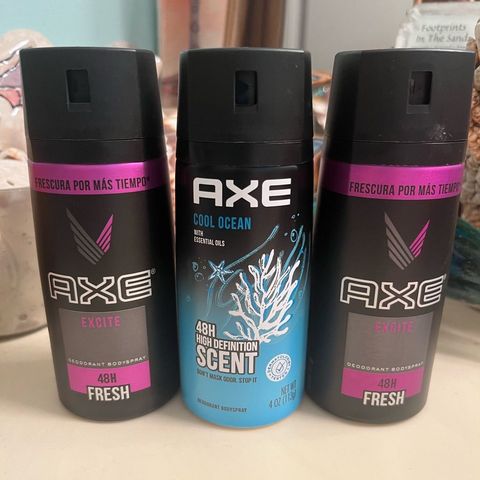 Footprints
In The Sand
FRESCURA POR MÁS TIEMPO
AXE
EXCITE
DEODORANT BODYSPRAY
48H
FRESH
AXE
COOL OCEAN
WITH
ESSENTIAL OILS
48H
HIGH DEFINITION
SCENT
DON'T MASK ODOR. STOP IT
NET WT
4 OZ (113g)
DEODORANT BODYSPRAY
FRESCURA POR MÁS TIEMPO
AXE
EXCITE
DEODORANT BODYSPRAY
48H
FRESH